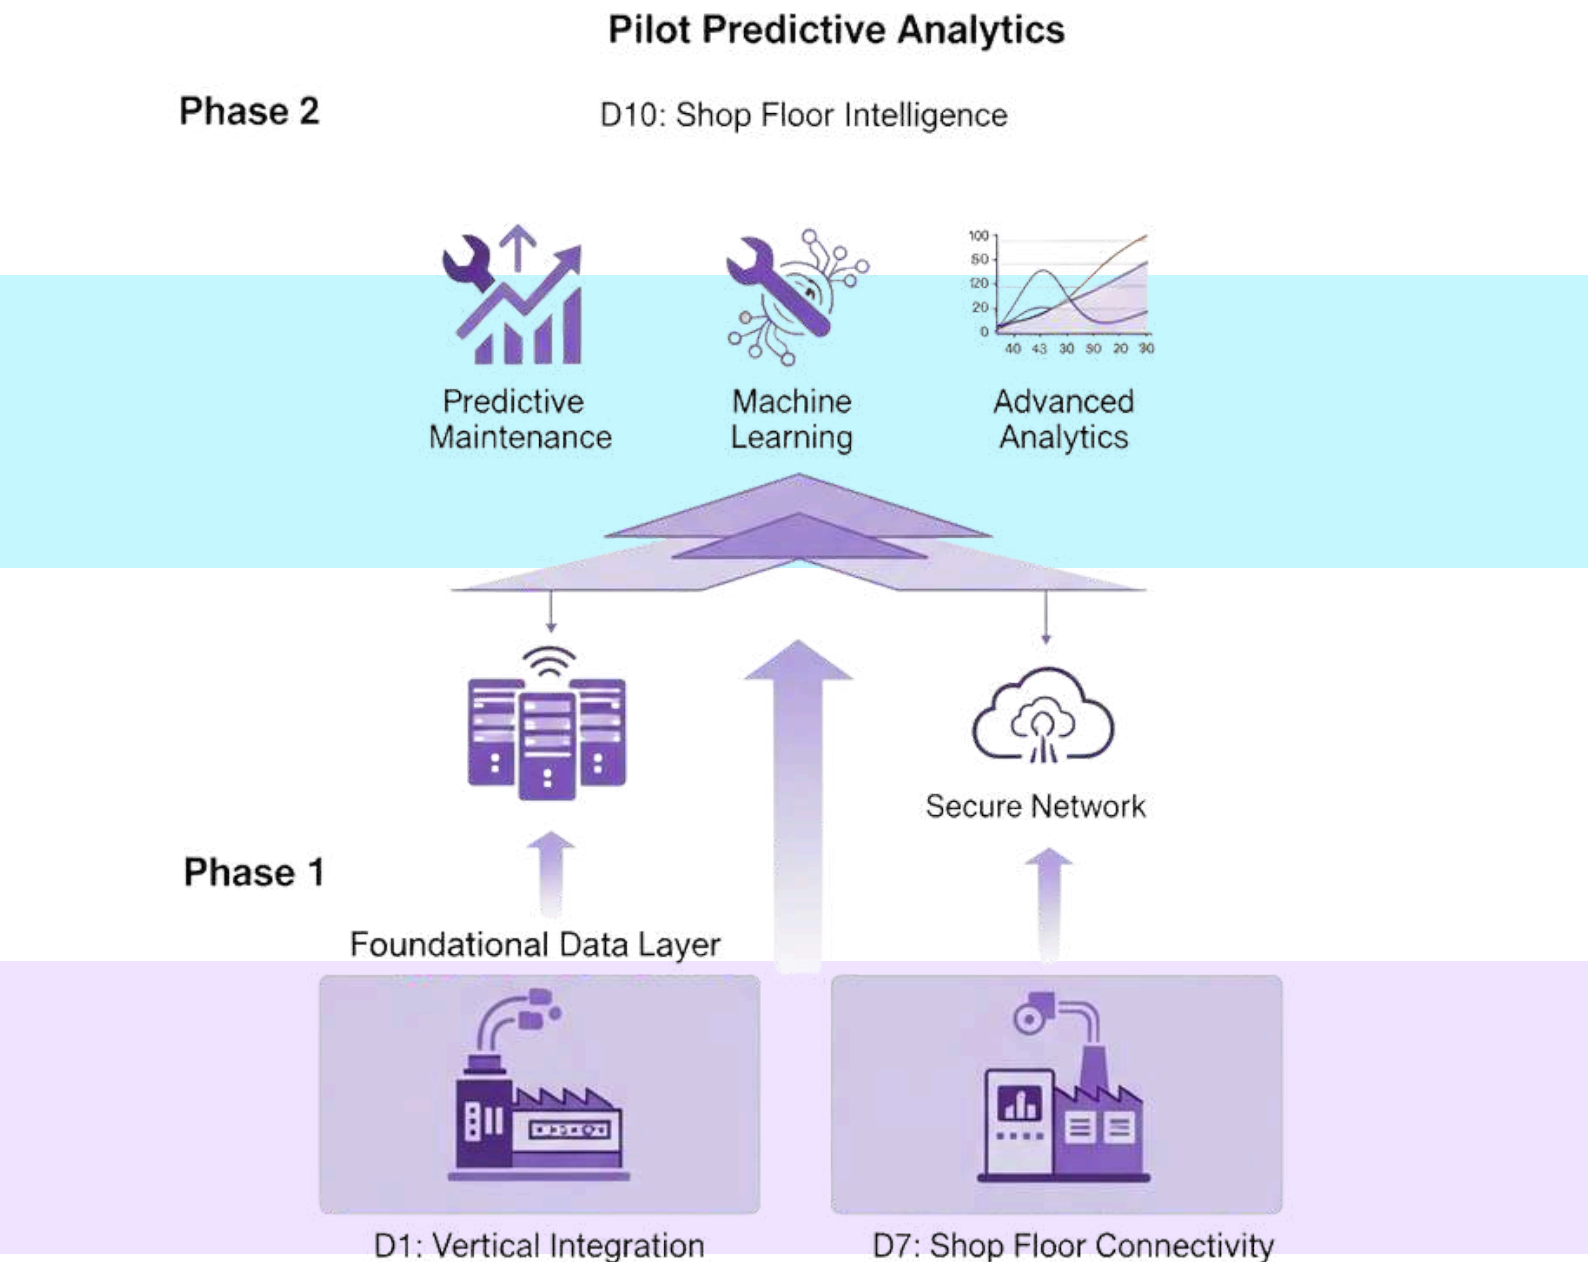 Pilot Predictive Analytics
Phase 2
D10: Shop Floor Intelligence
100
80
120
20
0
40 43 30 80 20 90
Predictive
Maintenance
Machine
Learning
Advanced
Analytics
Secure Network
Phase 1
Foundational Data Layer
D1: Vertical Integration
D7: Shop Floor Connectivity